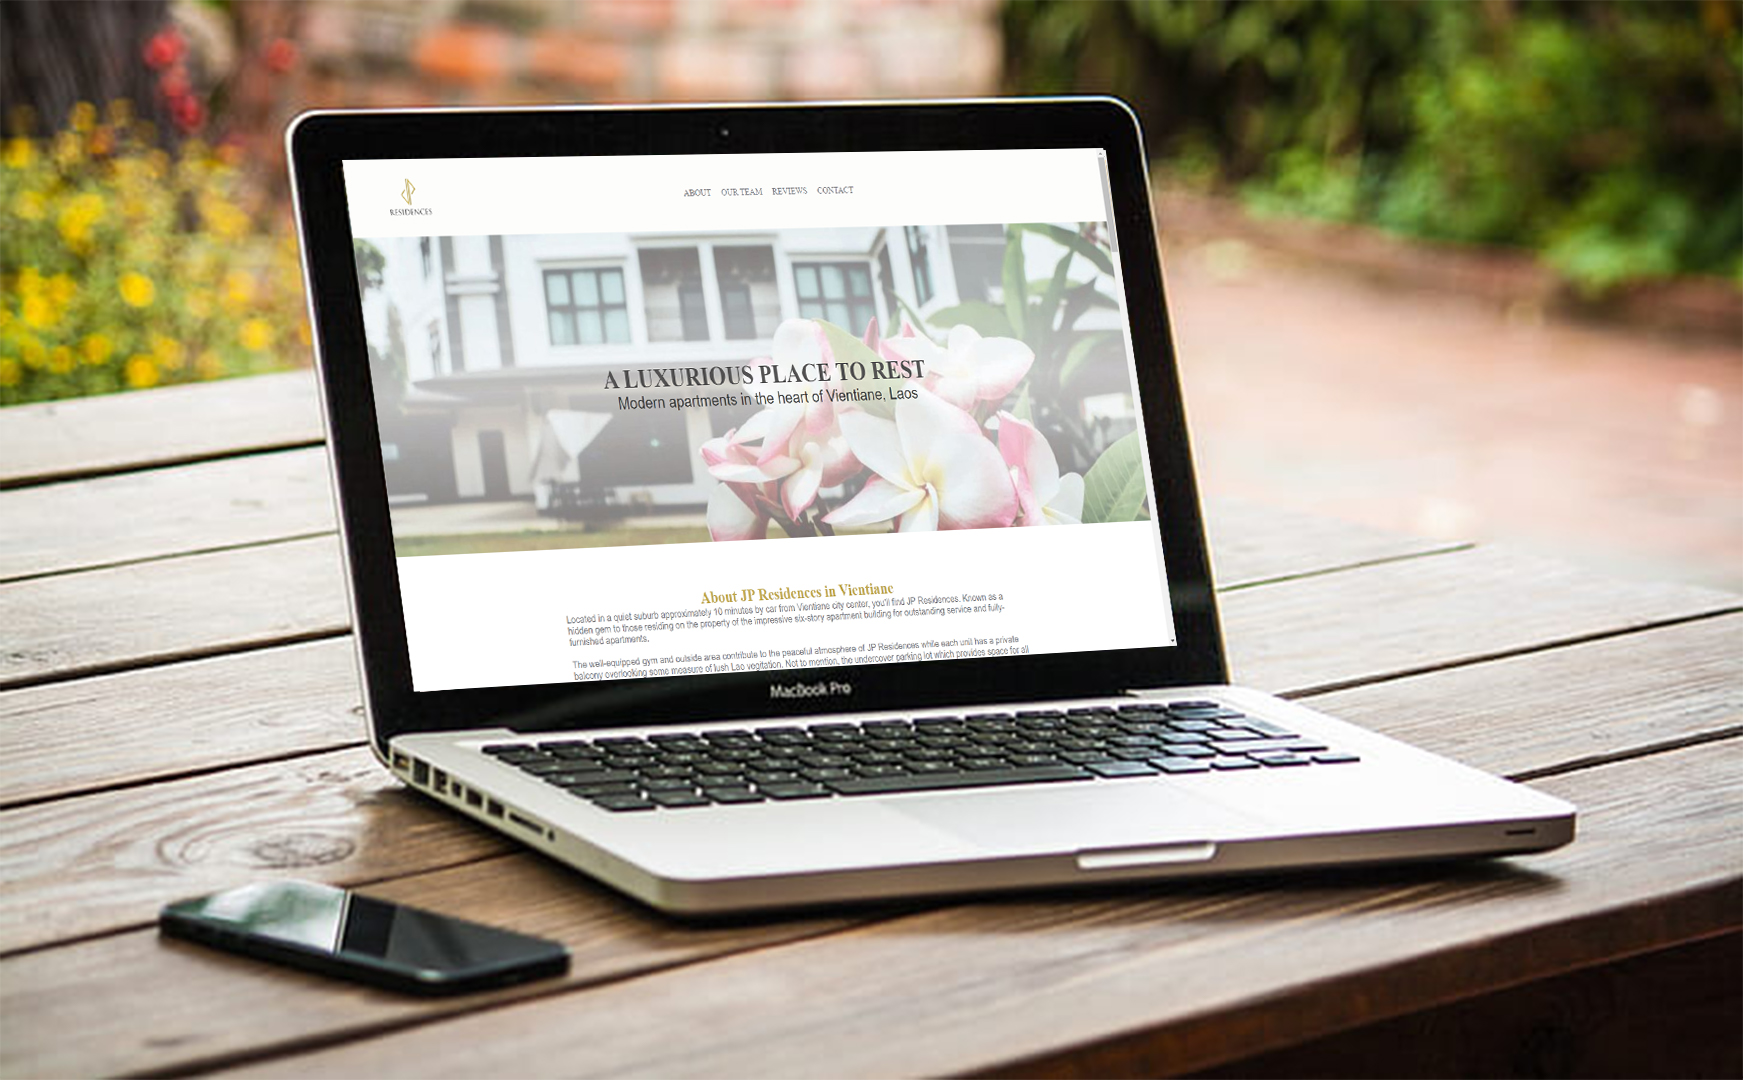 RESIDENCES
ABOUT OUR TEAM REVIEWS CONTACT
A LUXURIOUS PLACE TO REST
Modern apartments in the heart of Vientiane, Laos
About JP Residences in Vientiane
Located in a quiet suburb approximately 10 minutes by car from Vientiane city center, you'll find JP Residences. Known as a
hidden gem to those residing on the property of the impressive six-story apartment building for outstanding service and fully-
furnished apartments.
The well-equipped gym and outside area contribute to the peaceful atmosphere of JP Residences while each unit has a private
balcony overlooking some measure of lush Lao vegitation. Not to mention, the undercover parking lot which provides space for all
MacBook Pro